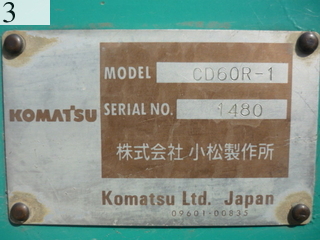 3
MODEL CD60R-1
KOMATSU
SERIAL NO. 1480
株式会社 小松製作所
Komatsu Ltd. Japan
09601-00835